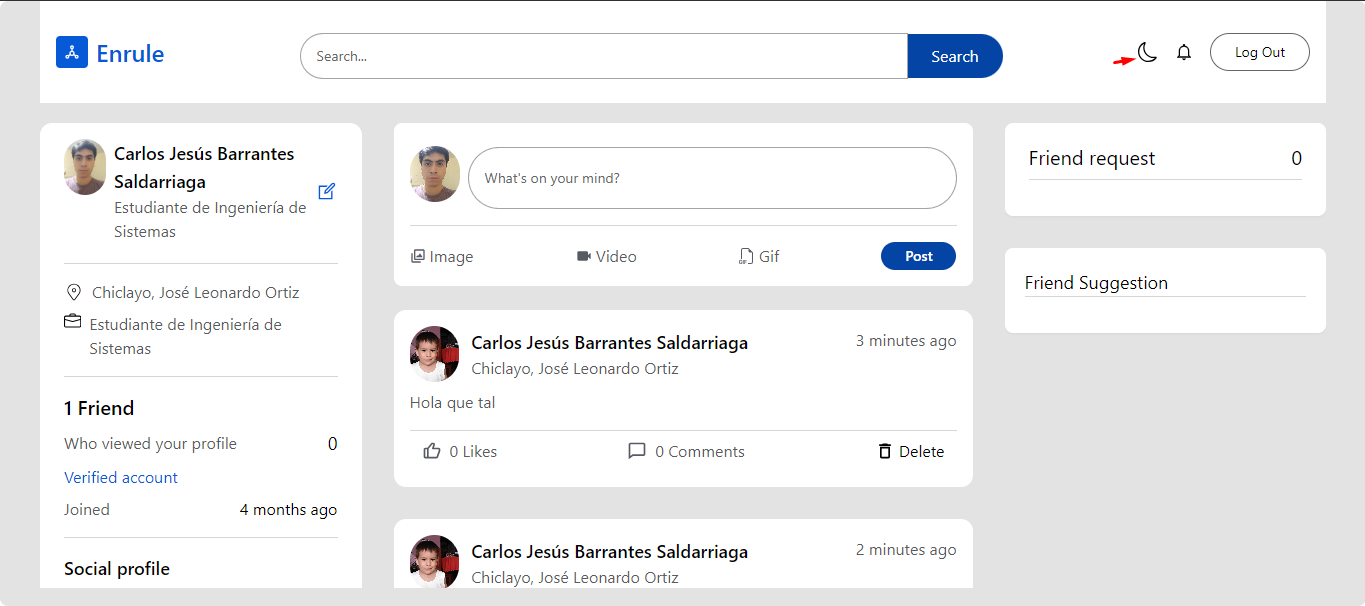 Enrule
Search...
Search
Log Out
Carlos Jesús Barrantes
Saldarriaga
Estudiante de Ingeniería de
Sistemas
Chiclayo, José Leonardo Ortiz
Estudiante de Ingeniería de
Sistemas
1 Friend
Who viewed your profile 0
Verified account
Joined 4 months ago
Social profile
What's on your mind?
Image Video Gif Post
Carlos Jesús Barrantes Saldarriaga 3 minutes ago
Chiclayo, José Leonardo Ortiz
Hola que tal
0 Likes 0 Comments Delete
Carlos Jesús Barrantes Saldarriaga 2 minutes ago
Chiclayo, José Leonardo Ortiz
Friend request 0
Friend Suggestion